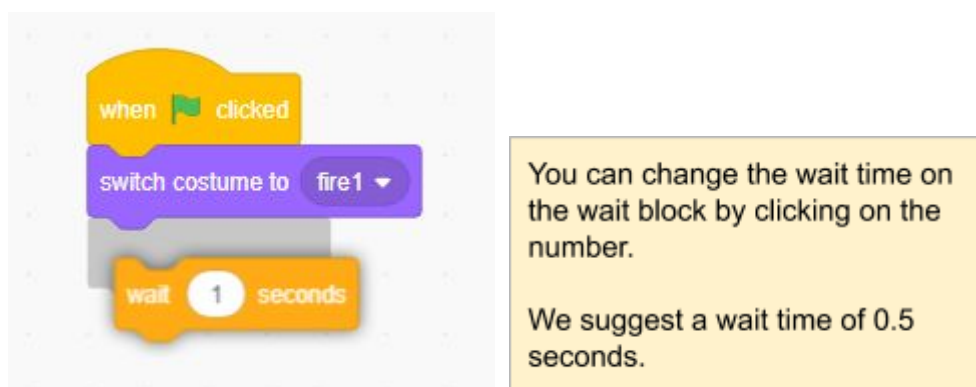 when clicked
switch costume to fire1
wait 1 seconds
You can change the wait time on
the wait block by clicking on the
number.
We suggest a wait time of 0.5
seconds.